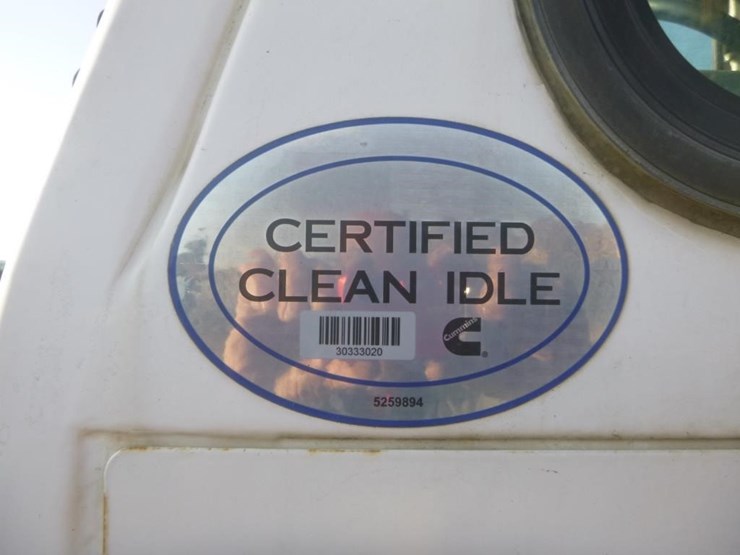 CERTIFIED
CLEAN IDLE
30333020
Cummins
5259894